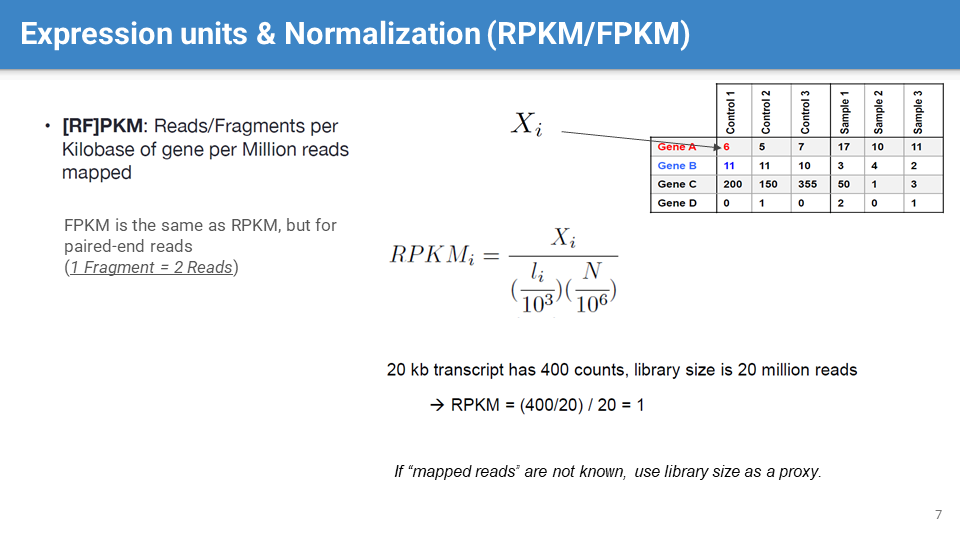 Expression units & Normalization (RPKM/FPKM)
• [RF]PKM: Reads/Fragments per
Kilobase of gene per Million reads
mapped
FPKM is the same as RPKM, but for
paired-end reads
(1 Fragment = 2 Reads)
X_i
Control 1 Control 2 Control 3 Sample 1 Sample 2 Sample 3
Gene A 6 5 7 17 10 11
Gene B 11 11 10 3 4 2
Gene C 200 150 355 50 1 3
Gene D 0 1 0 2 0 1
RPKM_i = X_i / ((l_i/10^3)(N/10^6))
20 kb transcript has 400 counts, library size is 20 million reads
→ RPKM = (400/20) / 20 = 1
If “mapped reads” are not known, use library size as a proxy.
7